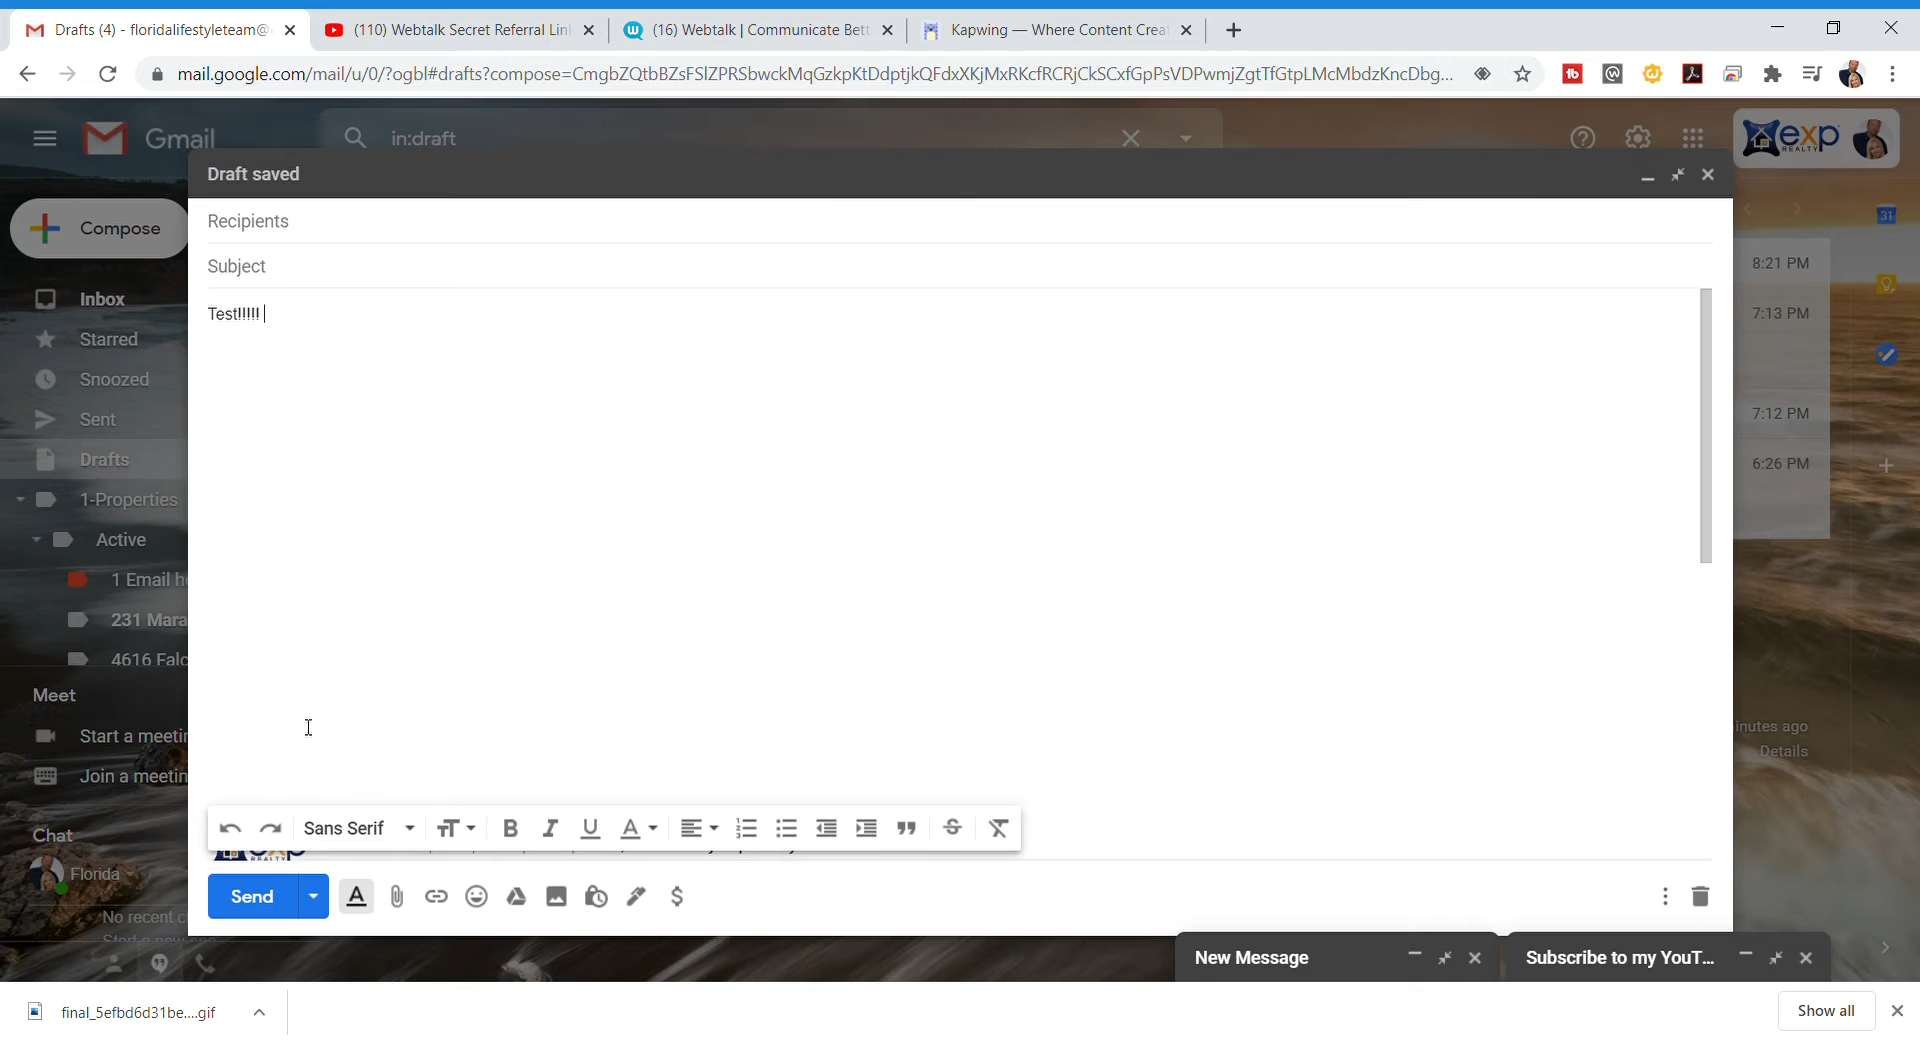 Drafts (4) - floridalifestyleteam@
(110) Webtalk Secret Referral Lin
(16) Webtalk | Communicate Bett
Kapwing — Where Content Creat
mail.google.com/mail/u/0/?ogbl#drafts?compose=CmgbZQtbBZsFSlZPRSbwckMqGzkpKtDdptjkQFdxXKjMxRKcfRCRjCkSCxfGpPsVDPwmjZgtTfGtpLMcMbdzKncDbg...
Gmail
in:draft
exp
REALTY
Draft saved
Compose
Recipients
Subject
Test!!!!!
Inbox
Starred
Snoozed
Sent
Drafts
1-Properties
Active
1 Email h
231 Mara
4616 Falc
8:21 PM
7:13 PM
7:12 PM
6:26 PM
31
Meet
Start a meetin
Join a meetin
inutes ago
Details
Chat
Florida
No recent c
Sans Serif
Send
New Message
Subscribe to my YouT...
final_5efbd6d31be....gif
Show all